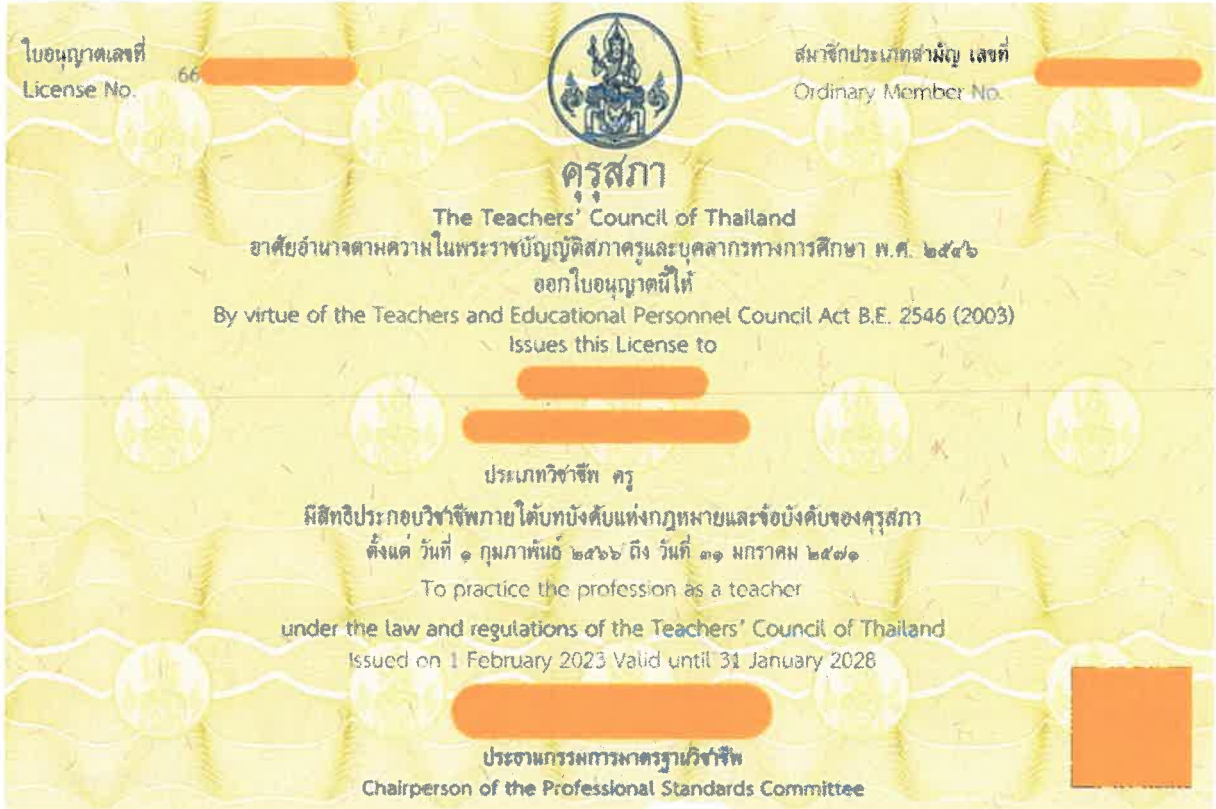 ใบอนุญาตเลขที่
License No.
66
สมาชิกประเภทสามัญ เลขที่
Ordinary Member No.
คุรุสภา
The Teachers' Council of Thailand
อาศัยอำนาจตามความในพระราชบัญญัติสภาครูและบุคลากรทางการศึกษา พ.ศ. ๒๕๔๖
ออกใบอนุญาตนี้ให้
By virtue of the Teachers and Educational Personnel Council Act B.E. 2546 (2003)
Issues this License to
ประเภทวิชาชีพ ครู
มีสิทธิประกอบวิชาชีพภายใต้บทบังคับแห่งกฎหมายและข้อบังคับของคุรุสภา
ตั้งแต่ วันที่ ๑ กุมภาพันธ์ ๒๕๖๖ ถึง วันที่ ๓๑ มกราคม ๒๕๗๑
To practice the profession as a teacher
under the law and regulations of the Teachers' Council of Thailand
Issued on 1 February 2023 Valid until 31 January 2028
ประธานกรรมการมาตรฐานวิชาชีพ
Chairperson of the Professional Standards Committee